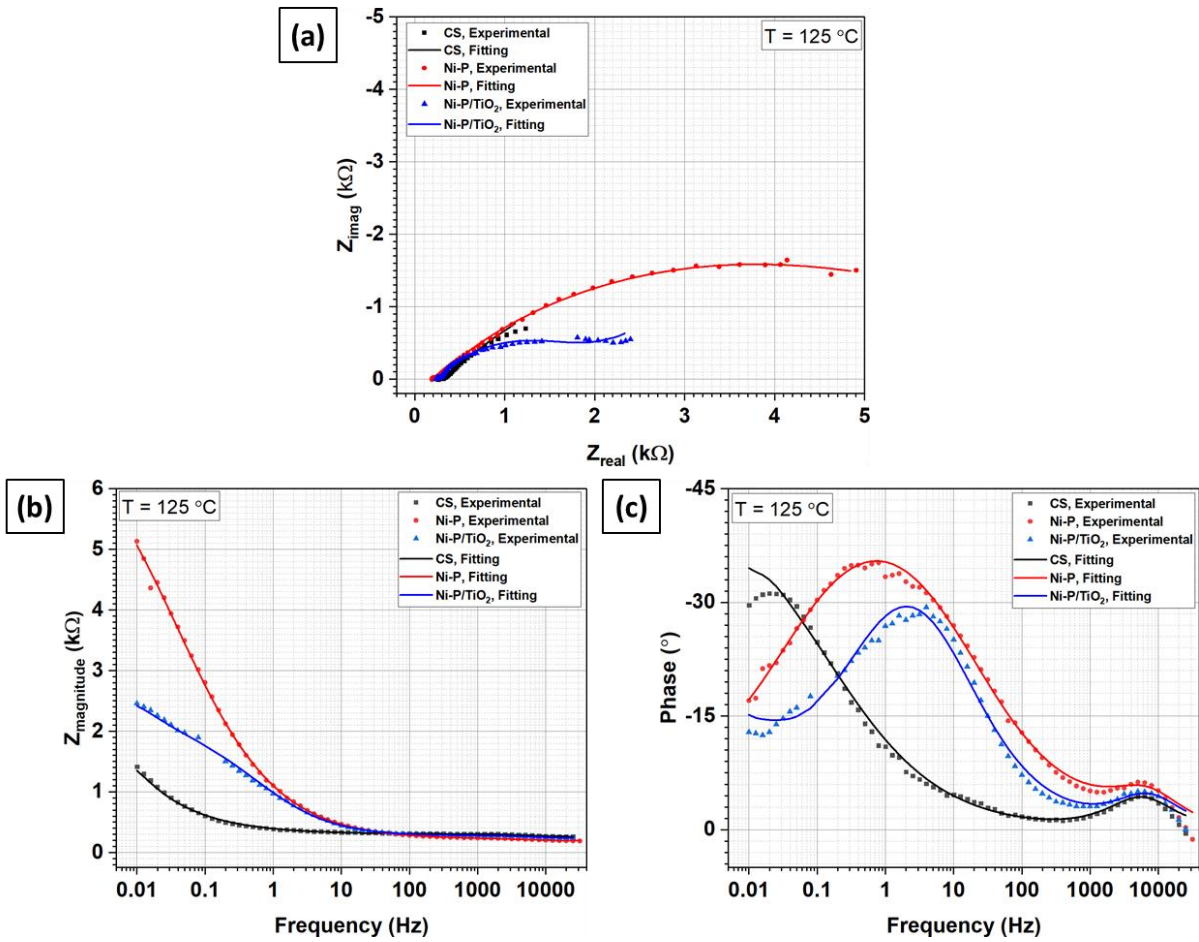 (a)
CS, Experimental
CS, Fitting
Ni-P, Experimental
Ni-P, Fitting
Ni-P/TiO₂, Experimental
Ni-P/TiO₂, Fitting
T = 125 °C
-5
-4
-3
-2
-1
0
Z_imag (kΩ)
0 1 2 3 4 5
Z_real (kΩ)
(b)
T = 125 °C
CS, Experimental
Ni-P, Experimental
Ni-P/TiO₂, Experimental
CS, Fitting
Ni-P, Fitting
Ni-P/TiO₂, Fitting
6
5
4
3
2
1
0
Z_magnitude (kΩ)
0.01 0.1 1 10 100 1000 10000
Frequency (Hz)
(c)
T = 125 °C
CS, Experimental
Ni-P, Experimental
Ni-P/TiO₂, Experimental
CS, Fitting
Ni-P, Fitting
Ni-P/TiO₂, Fitting
-45
-30
-15
0
Phase (°)
0.01 0.1 1 10 100 1000 10000
Frequency (Hz)